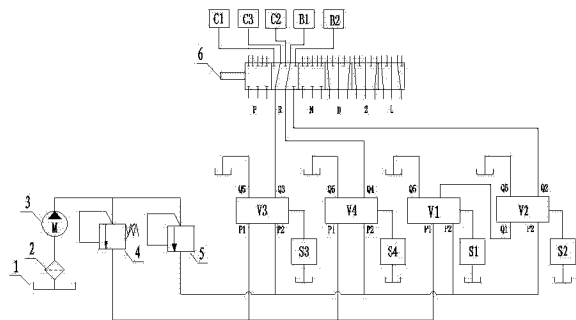 C1 C3 C2 B1 B2
6
P R N D 2 L
Q5 Q3 Q5 Q4 Q5 Q5 Q2
3 V3 V4 V1 V2
M
P1 P2 P1 P2 P1 P2 Q1 P2
2 4 5 S3 S4 S1 S2
1